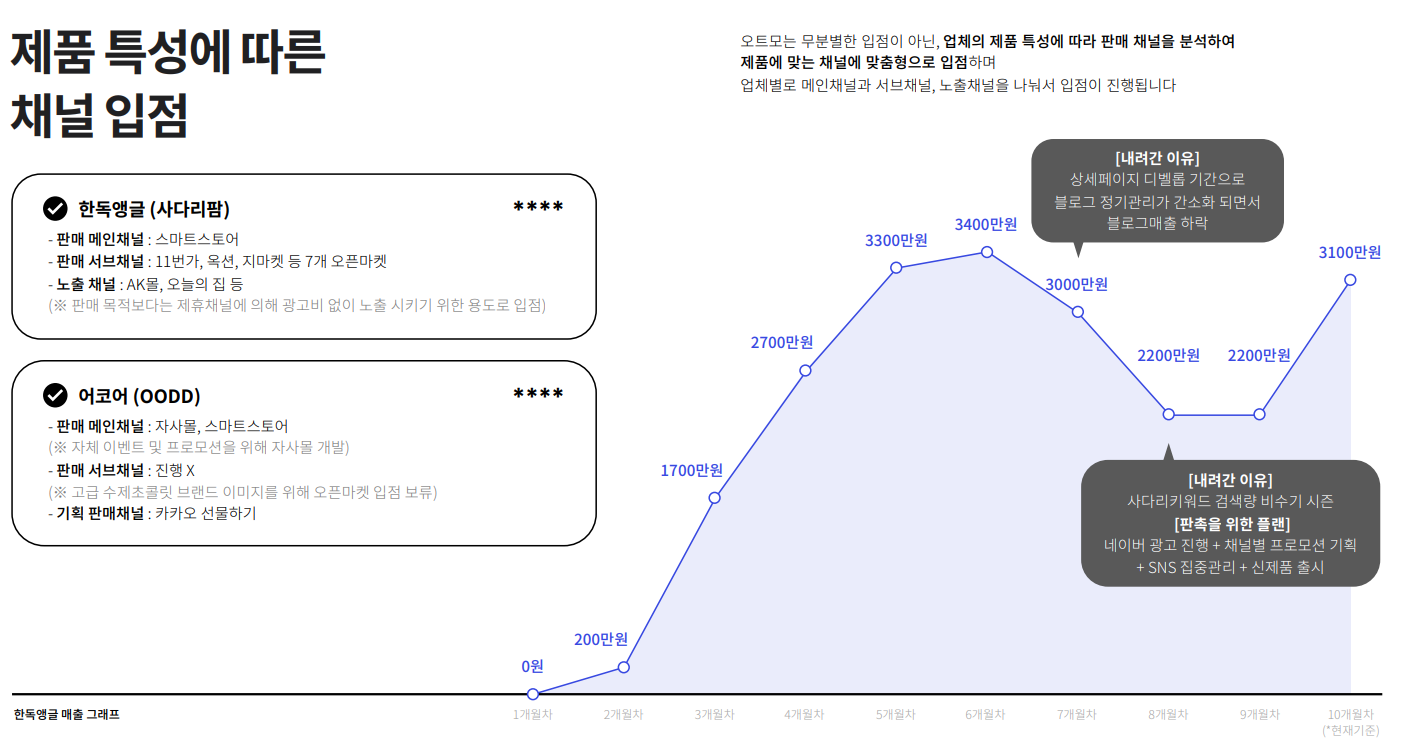 제품 특성에 따른
채널 입점
오트모는 무분별한 입점이 아닌, 업체의 제품 특성에 따라 판매 채널을 분석하여
제품에 맞는 채널에 맞춤형으로 입점하며
업체별로 메인채널과 서브채널, 노출채널을 나눠서 입점이 진행됩니다
한독앵글 (사다리팜) ****
- 판매 메인채널 : 스마트스토어
- 판매 서브채널 : 11번가, 옥션, 지마켓 등 7개 오픈마켓
- 노출 채널 : AK몰, 오늘의 집 등
(※ 판매 목적보다는 제휴채널에 의해 광고비 없이 노출 시키기 위한 용도로 입점)
어코어 (OODD) ****
- 판매 메인채널 : 자사몰, 스마트스토어
(※ 자체 이벤트 및 프로모션을 위해 자사몰 개발)
- 판매 서브채널 : 진행 X
(※ 고급 수제초콜릿 브랜드 이미지를 위해 오픈마켓 입점 보류)
- 기획 판매채널 : 카카오 선물하기
[내려간 이유]
상세페이지 디벨롭 기간으로
블로그 정기관리가 간소화 되면서
블로그매출 하락
0원
200만원
1700만원
2700만원
3300만원
3400만원
3000만원
2200만원
2200만원
3100만원
[내려간 이유]
사다리키워드 검색량 비수기 시즌
[판촉을 위한 플랜]
네이버 광고 진행 + 채널별 프로모션 기획
+ SNS 집중관리 + 신제품 출시
한독앵글 매출 그래프
1개월차
2개월차
3개월차
4개월차
5개월차
6개월차
7개월차
8개월차
9개월차
10개월차
(*현재기준)